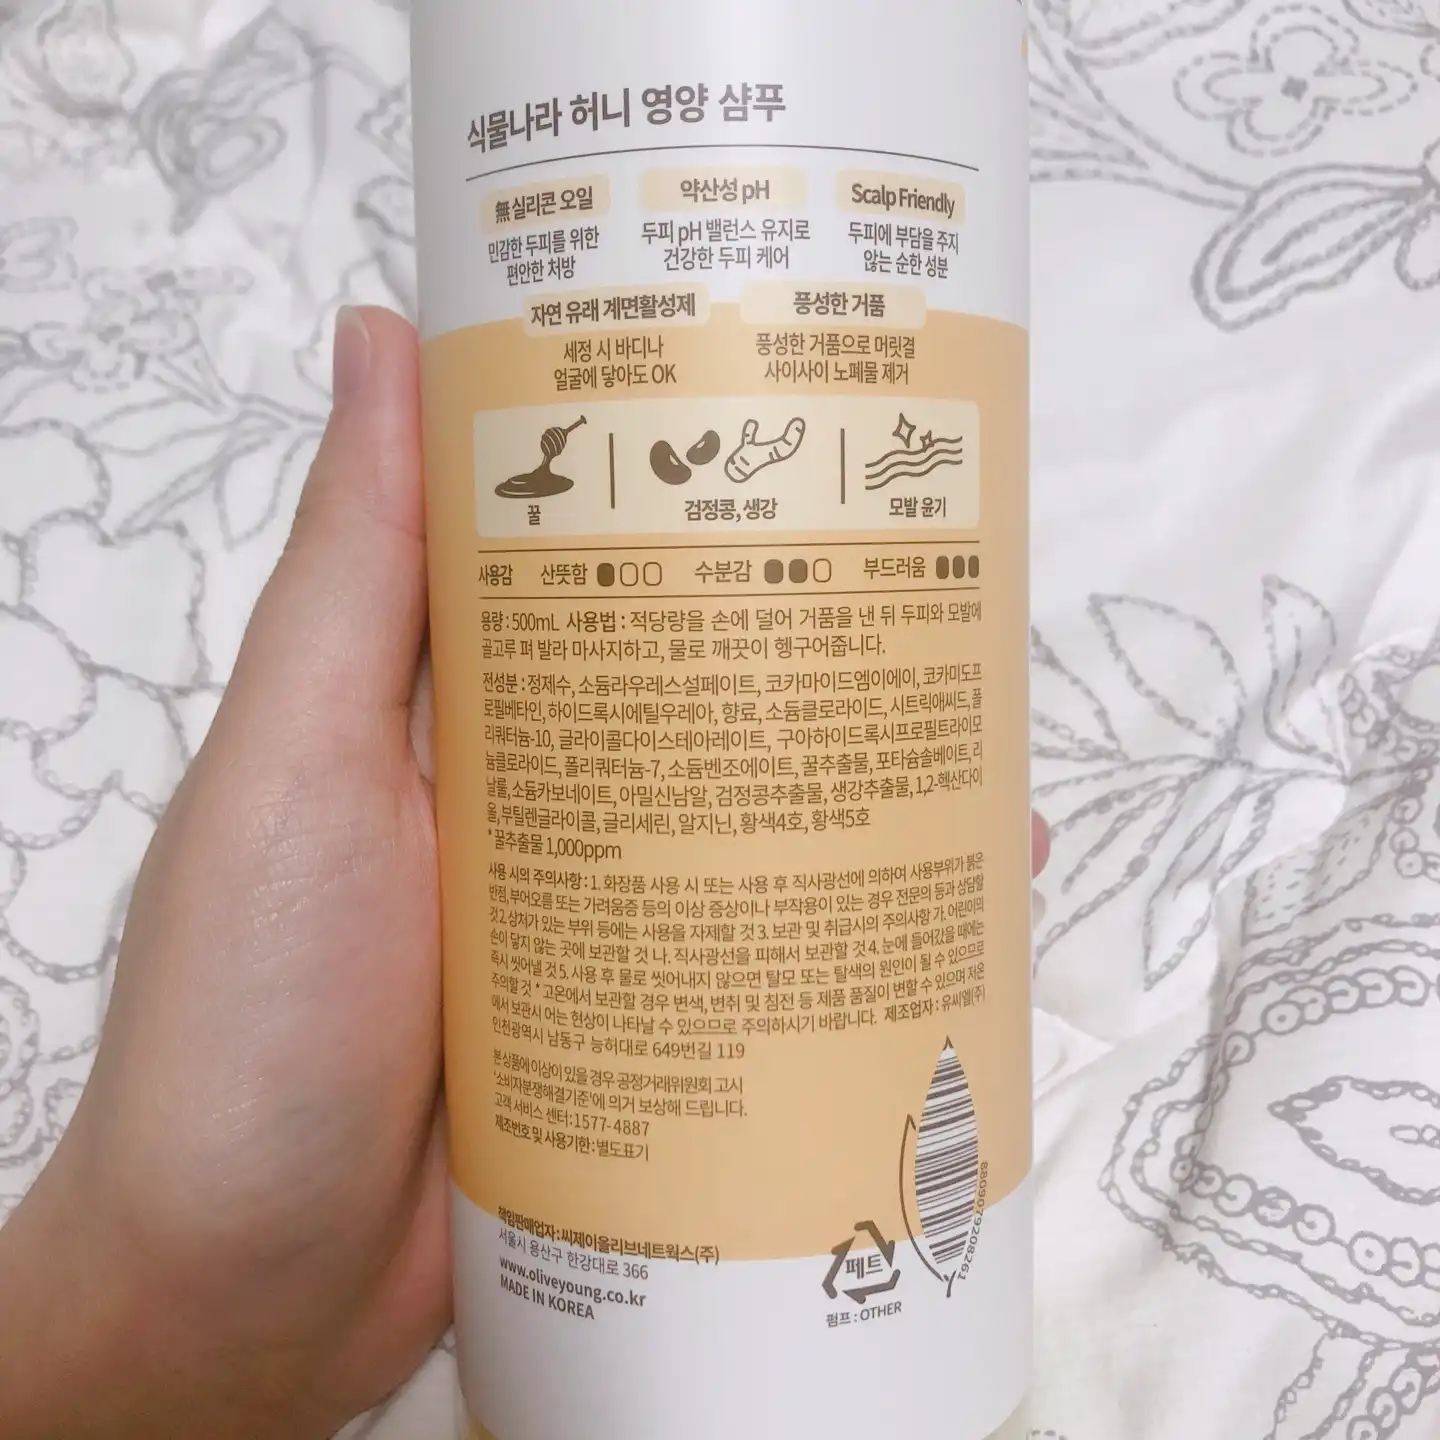 식물나라 허니 영양 샴푸
無실리콘 오일
민감한 두피를 위한
편안한 처방
약산성 pH
두피 pH 밸런스 유지로
건강한 두피 케어
Scalp Friendly
두피에 부담을 주지
않는 순한 성분
자연 유래 계면활성제
세정 시 바디나
얼굴에 닿아도 OK
풍성한 거품
풍성한 거품으로 머릿결
사이사이 노폐물 제거
꿀
검정콩, 생강
모발 윤기
사용감 산뜻함 수분감 부드러움
용량 : 500mL 사용법 : 적당량을 손에 덜어 거품을 낸 뒤 두피와 모발에
골고루 펴 발라 마사지하고, 물로 깨끗이 헹구어줍니다.
전성분 : 정제수, 소듐라우레스설페이트, 코카마이드엠이에이, 코카미도프
로필베타인, 하이드록시에틸우레아, 향료, 소듐클로라이드, 시트릭애씨드, 폴
리쿼터늄-10, 글라이콜다이스테아레이트, 구아하이드록시프로필트라이모
늄클로라이드, 폴리쿼터늄-7, 소듐벤조에이트, 꿀추출물, 포타슘솔베이트, 리
날룰, 소듐카보네이트, 아밀신남알, 검정콩추출물, 생강추출물, 1,2-헥산다이
올, 부틸렌글라이콜, 글리세린, 알지닌, 황색4호, 황색5호
* 꿀추출물 1,000ppm
사용 시의 주의사항 : 1. 화장품 사용 시 또는 사용 후 직사광선에 의하여 사용부위가 붉은
반점, 부어오름 또는 가려움증 등의 이상 증상이나 부작용이 있는 경우 전문의 등과 상담할
것 2. 상처가 있는 부위 등에는 사용을 자제할 것 3. 보관 및 취급시의 주의사항 가. 어린이의
손이 닿지 않는 곳에 보관할 것 나. 직사광선을 피해서 보관할 것 4. 눈에 들어갔을 때에는
즉시 씻어낼 것 5. 사용 후 물로 씻어내지 않으면 탈모 또는 탈색의 원인이 될 수 있으므로
주의할 것 * 고온에서 보관할 경우 변색, 변취 및 침전 등 제품 품질이 변할 수 있으며 저온
에서 보관시 어는 현상이 나타날 수 있으므로 주의하시기 바랍니다. 제조업자 : 유씨엘(주)
인천광역시 남동구 능허대로 649번길 119
본 상품에 이상이 있을 경우 공정거래위원회 고시
'소비자분쟁해결기준'에 의거 보상해 드립니다.
고객 서비스 센터 : 1577-4887
제조번호 및 사용기한 : 별도표기
8809079208261
책임판매업자 : 씨제이올리브네트웍스(주)
서울시 용산구 한강대로 366
www.oliveyoung.co.kr
MADE IN KOREA
페트
펌프 : OTHER